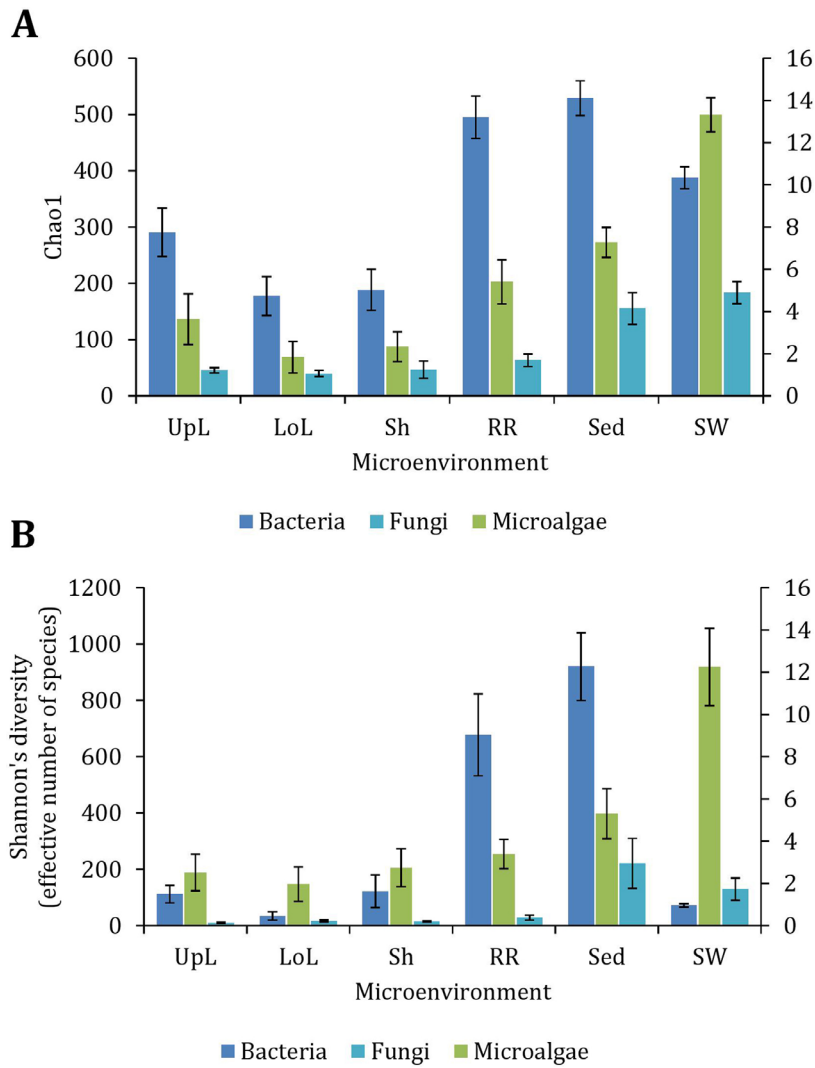 A
600
500
400
300
200
100
0
Chao1
16
14
12
10
8
6
4
2
0
UpL LoL Sh RR Sed SW
Microenvironment
Bacteria Fungi Microalgae
B
1200
1000
800
600
400
200
0
Shannon's diversity
(effective number of species)
16
14
12
10
8
6
4
2
0
UpL LoL Sh RR Sed SW
Microenvironment
Bacteria Fungi Microalgae